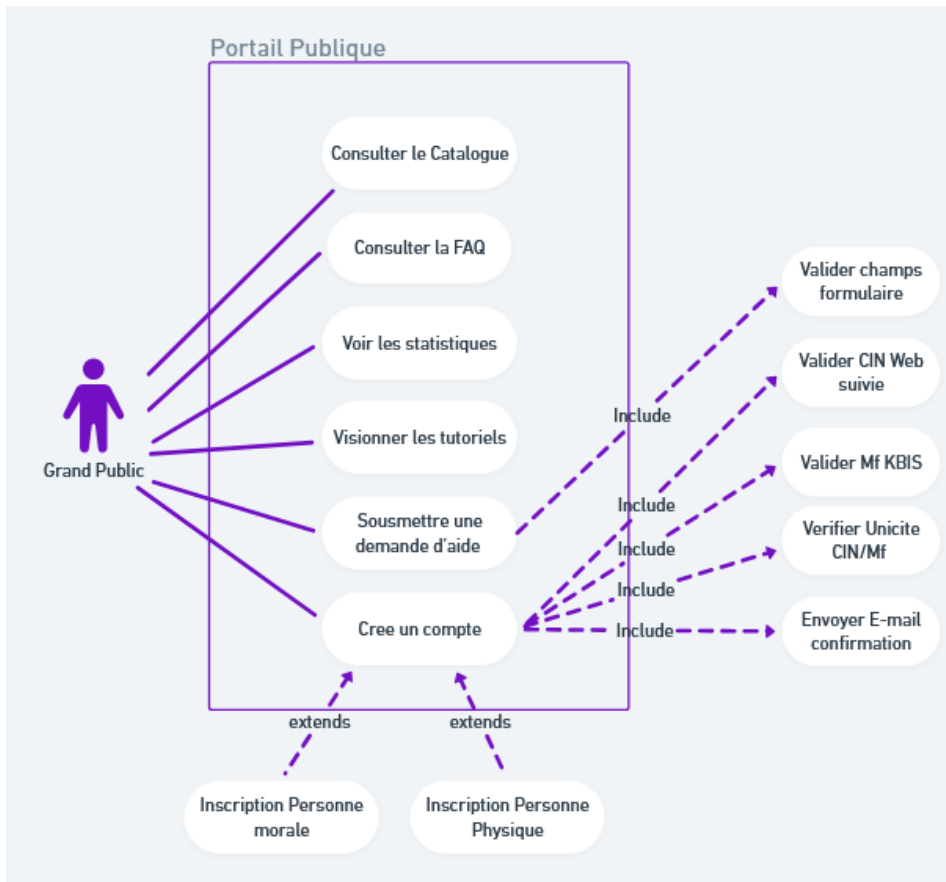 Portail Publique
Consulter le Catalogue
Consulter la FAQ
Voir les statistiques
Visionner les tutoriels
Sousmettre une
demande d'aide
Cree un compte
Grand Public
Valider champs
formulaire
Valider CIN Web
suivie
Valider Mf KBIS
Verifier Unicite
CIN/Mf
Envoyer E-mail
confirmation
Include
Include
Include
Include
Include
extends
extends
Inscription Personne
morale
Inscription Personne
Physique